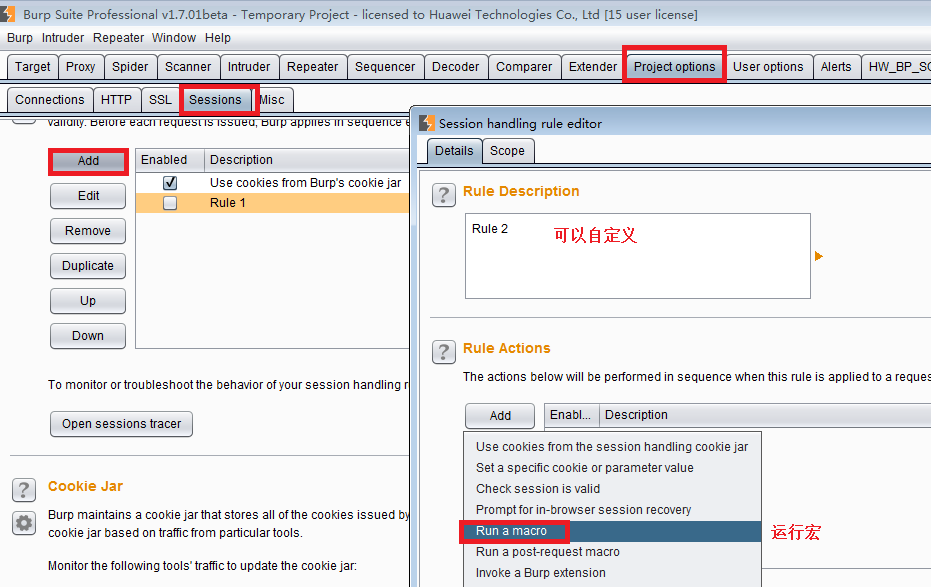 Burp Suite Professional v1.7.01beta - Temporary Project - licensed to Huawei Technologies Co., Ltd [15 user license]
Burp Intruder Repeater Window Help
Target Proxy Spider Scanner Intruder Repeater Sequencer Decoder Comparer Extender Project options User options Alerts HW_BP_SC
Connections HTTP SSL Sessions Misc
validity. Before each request is issued, Burp applies in sequence e
Add
Edit
Remove
Duplicate
Up
Down
Enabled Description
Use cookies from Burp's cookie jar
Rule 1
To monitor or troubleshoot the behavior of your session handling r
Open sessions tracer
? Cookie Jar
Burp maintains a cookie jar that stores all of the cookies issued by
cookie jar based on traffic from particular tools.
Monitor the following tools' traffic to update the cookie jar:
Session handling rule editor
Details Scope
? Rule Description
Rule 2 可以自定义
? Rule Actions
The actions below will be performed in sequence when this rule is applied to a reques
Add Enabl... Description
Use cookies from the session handling cookie jar
Set a specific cookie or parameter value
Check session is valid
Prompt for in-browser session recovery
Run a macro 运行宏
Run a post-request macro
Invoke a Burp extension